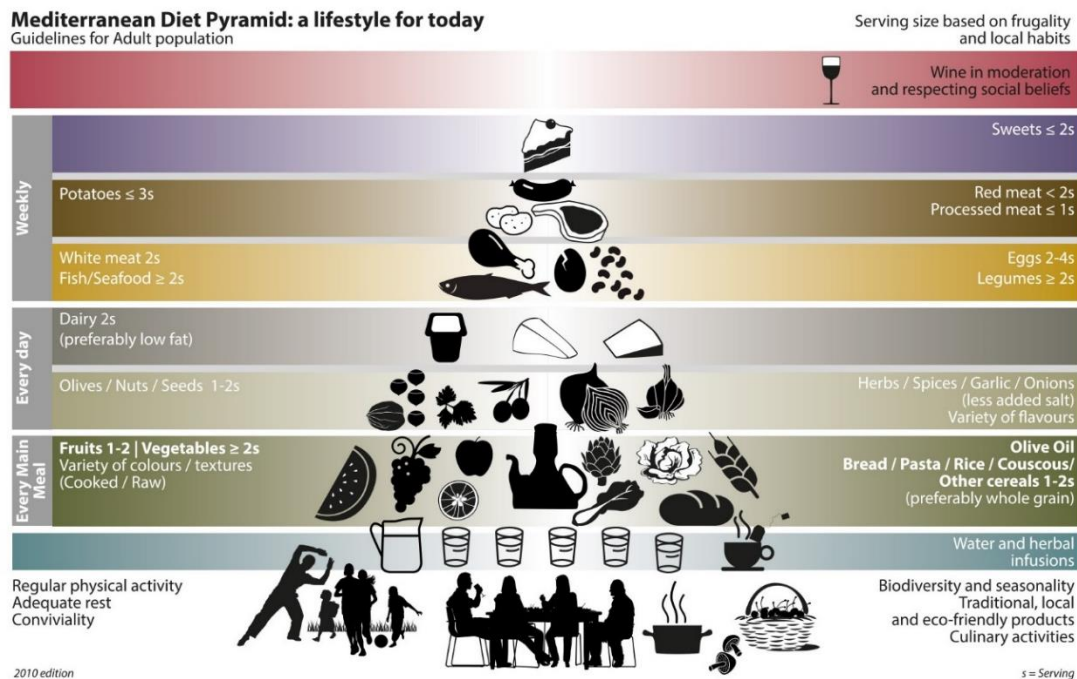 Mediterranean Diet Pyramid: a lifestyle for today
Guidelines for Adult population
Serving size based on frugality
and local habits
Wine in moderation
and respecting social beliefs
Weekly
Sweets ≤ 2s
Potatoes ≤ 3s
Red meat < 2s
Processed meat ≤ 1s
White meat 2s
Fish/Seafood ≥ 2s
Eggs 2-4s
Legumes ≥ 2s
Every day
Dairy 2s
(preferably low fat)
Olives / Nuts / Seeds 1-2s
Herbs / Spices / Garlic / Onions
(less added salt)
Variety of flavours
Every Main
Meal
Fruits 1-2 | Vegetables ≥ 2s
Variety of colours / textures
(Cooked / Raw)
Olive Oil
Bread / Pasta / Rice / Couscous/
Other cereals 1-2s
(preferably whole grain)
Water and herbal
infusions
Regular physical activity
Adequate rest
Conviviality
Biodiversity and seasonality
Traditional, local
and eco-friendly products
Culinary activities
2010 edition
s = Serving